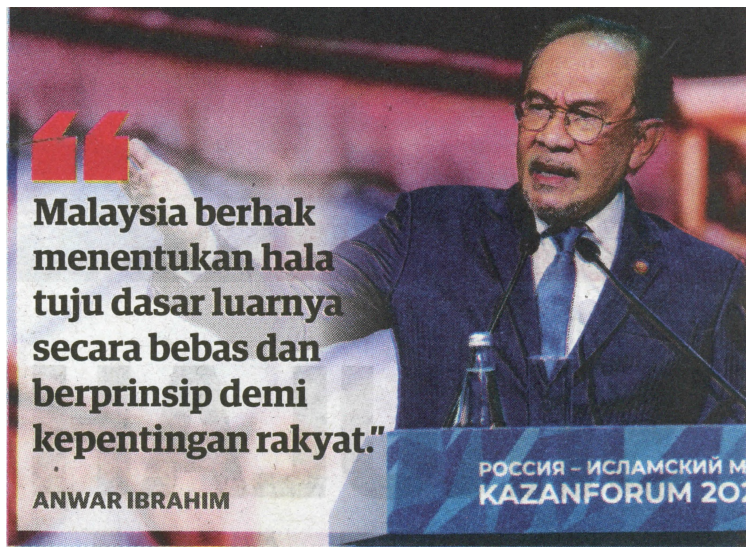 “
Malaysia berhak
menentukan hala
tuju dasar luarnya
secara bebas dan
berprinsip demi
kepentingan rakyat.”
ANWAR IBRAHIM
РОССИЯ – ИСЛАМСКИЙ М
KAZANFORUM 202